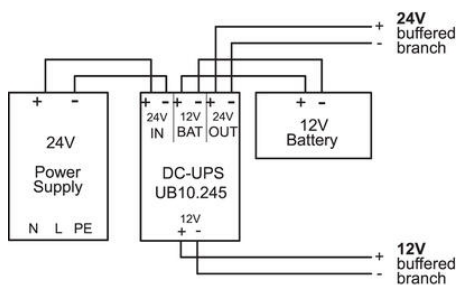 + 24V
buffered
- branch
+ -
24V
Power
Supply
N L PE
+ - + - + -
24V 12V 24V
IN BAT OUT
DC-UPS
UB10.245
12V
+ -
+ -
12V
Battery
+ 12V
buffered
- branch